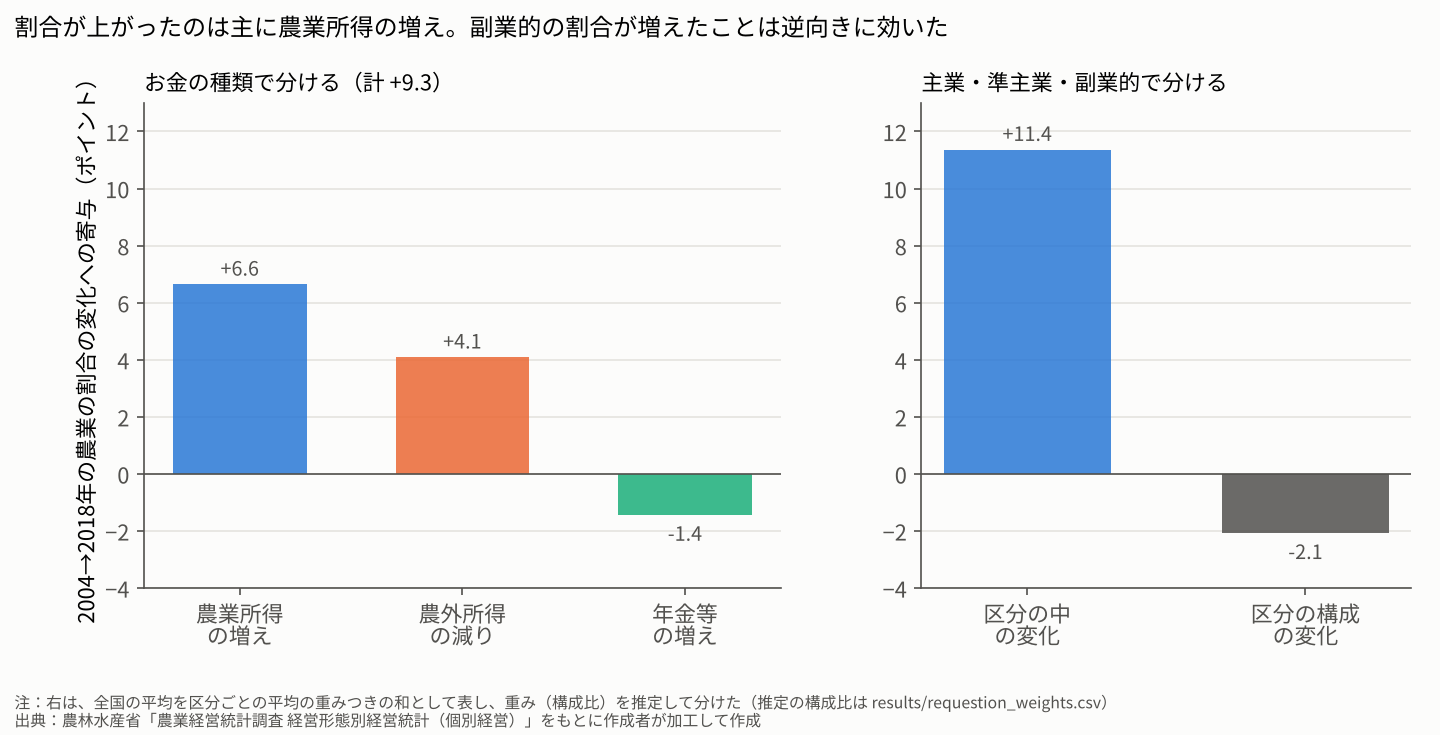 割合が上がったのは主に農業所得の増え。副業的の割合が増えたことは逆向きに効いた
お金の種類で分ける（計 +9.3）
2004→2018年の農業の割合の変化への寄与（ポイント）
12
10
8
6
4
2
0
−2
−4
+6.6
+4.1
-1.4
農業所得
の増え
農外所得
の減り
年金等
の増え
主業・準主業・副業的で分ける
12
10
8
6
4
2
0
−2
−4
+11.4
-2.1
区分の中
の変化
区分の構成
の変化
注：右は、全国の平均を区分ごとの平均の重みつきの和として表し、重み（構成比）を推定して分けた（推定の構成比は results/requestion_weights.csv）
出典：農林水産省「農業経営統計調査 経営形態別経営統計（個別経営）」をもとに作成者が加工して作成